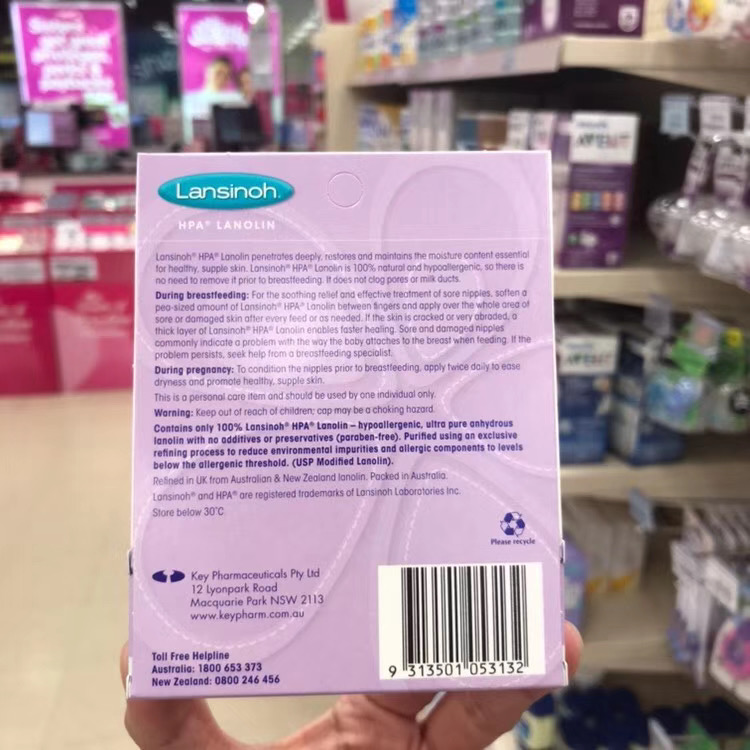 Lansinoh®
HPA® LANOLIN
Lansinoh® HPA® Lanolin penetrates deeply, restores and maintains the moisture content essential
for healthy, supple skin. Lansinoh® HPA® Lanolin is 100% natural and hypoallergenic, so there is
no need to remove it prior to breastfeeding. It does not clog pores or milk ducts.
During breastfeeding: For the soothing relief and effective treatment of sore nipples, soften a
pea-sized amount of Lansinoh® HPA® Lanolin between fingers and apply over the whole area of
sore or damaged skin after every feed or as needed. If the skin is cracked or very abraded, a
thick layer of Lansinoh® HPA® Lanolin enables faster healing. Sore and damaged nipples
commonly indicate a problem with the way the baby attaches to the breast when feeding. If the
problem persists, seek help from a breastfeeding specialist.
During pregnancy: To condition the nipples prior to breastfeeding, apply twice daily to ease
dryness and promote healthy, supple skin.
This is a personal care item and should be used by one individual only.
Warning: Keep out of reach of children; cap may be a choking hazard.
Contains only 100% Lansinoh® HPA® Lanolin – hypoallergenic, ultra pure anhydrous
lanolin with no additives or preservatives (paraben-free). Purified using an exclusive
refining process to reduce environmental impurities and allergic components to levels
below the allergenic threshold. (USP Modified Lanolin).
Refined in UK from Australian & New Zealand lanolin. Packed in Australia.
Lansinoh® and HPA® are registered trademarks of Lansinoh Laboratories Inc.
Store below 30°C
Please recycle
Key Pharmaceuticals Pty Ltd
12 Lyonpark Road
Macquarie Park NSW 2113
www.keypharm.com.au
Toll Free Helpline
Australia: 1800 653 373
New Zealand: 0800 246 456
9 313501 053132
AVENT